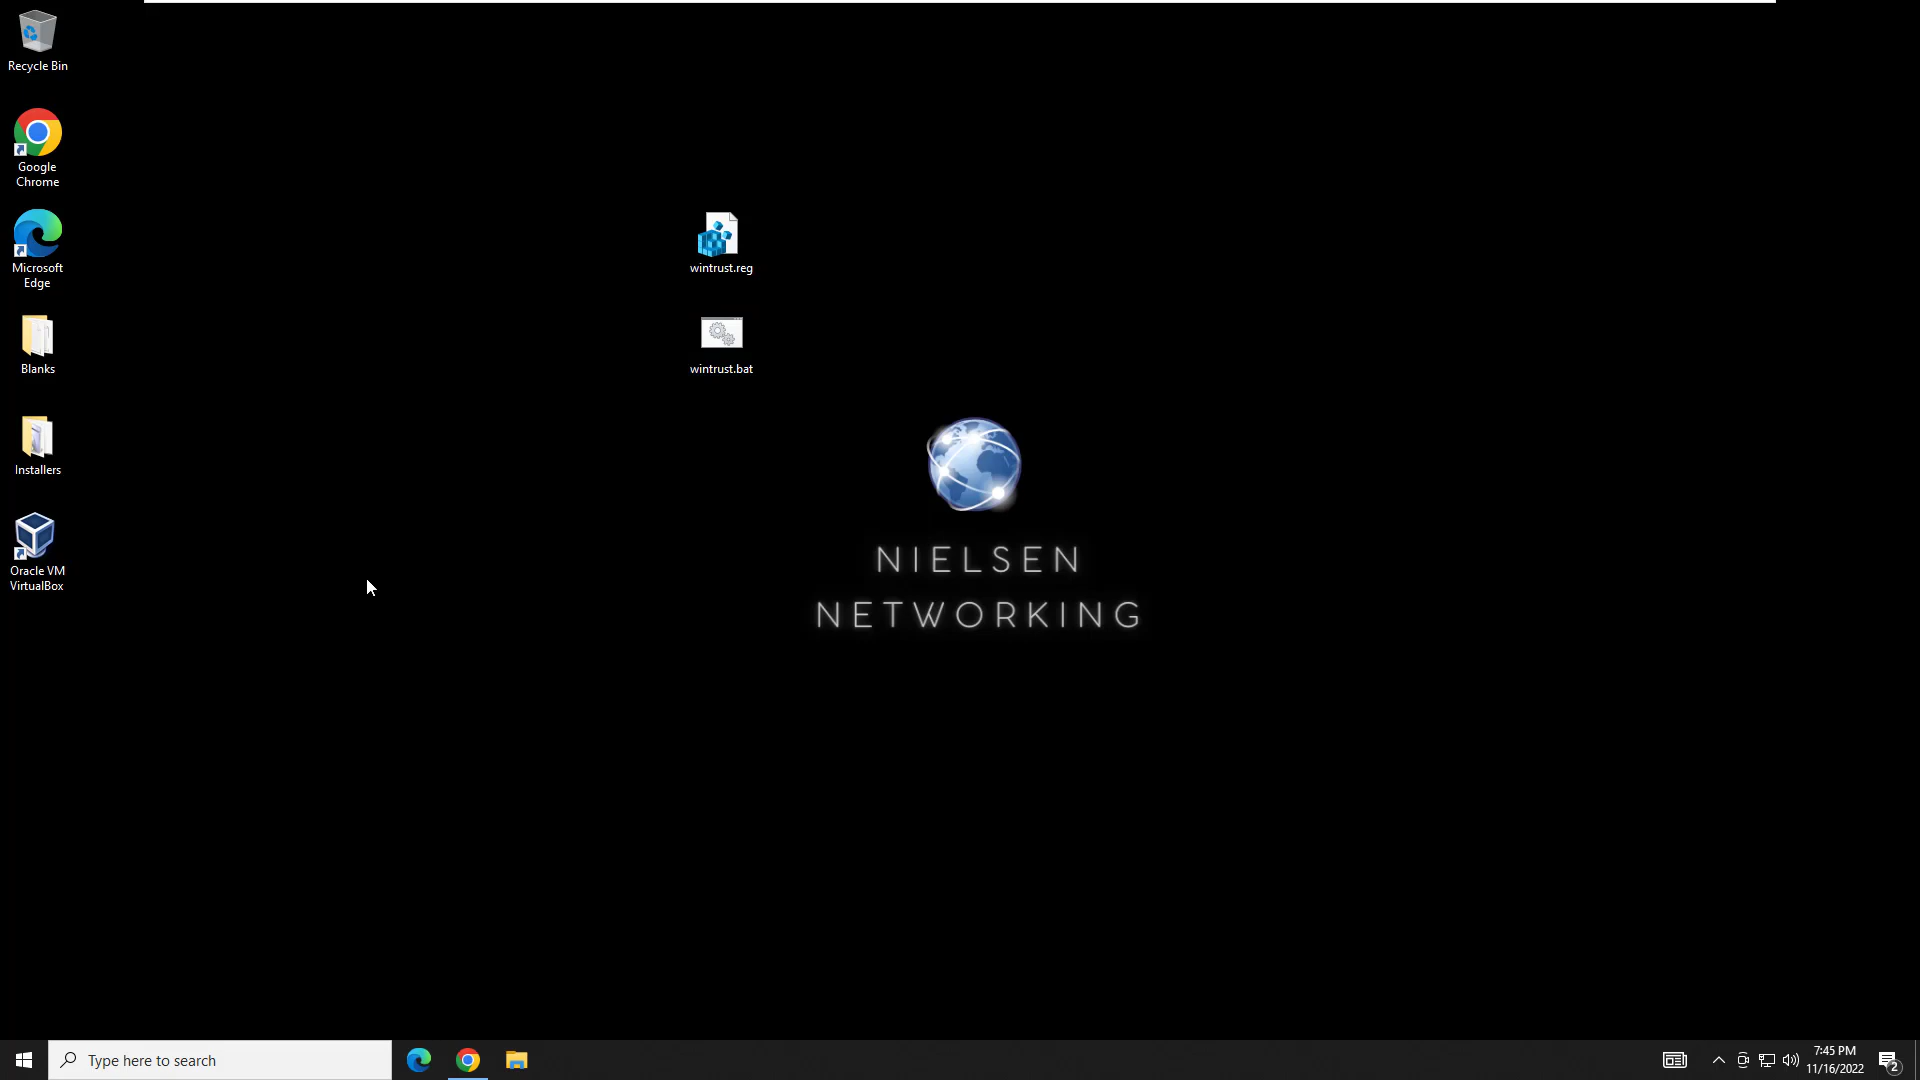 Recycle Bin
Google
Chrome
Microsoft
Edge
Blanks
Installers
Oracle VM
VirtualBox
wintrust.reg
wintrust.bat
NIELSEN
NETWORKING
Type here to search
7:45 PM
11/16/2022
2